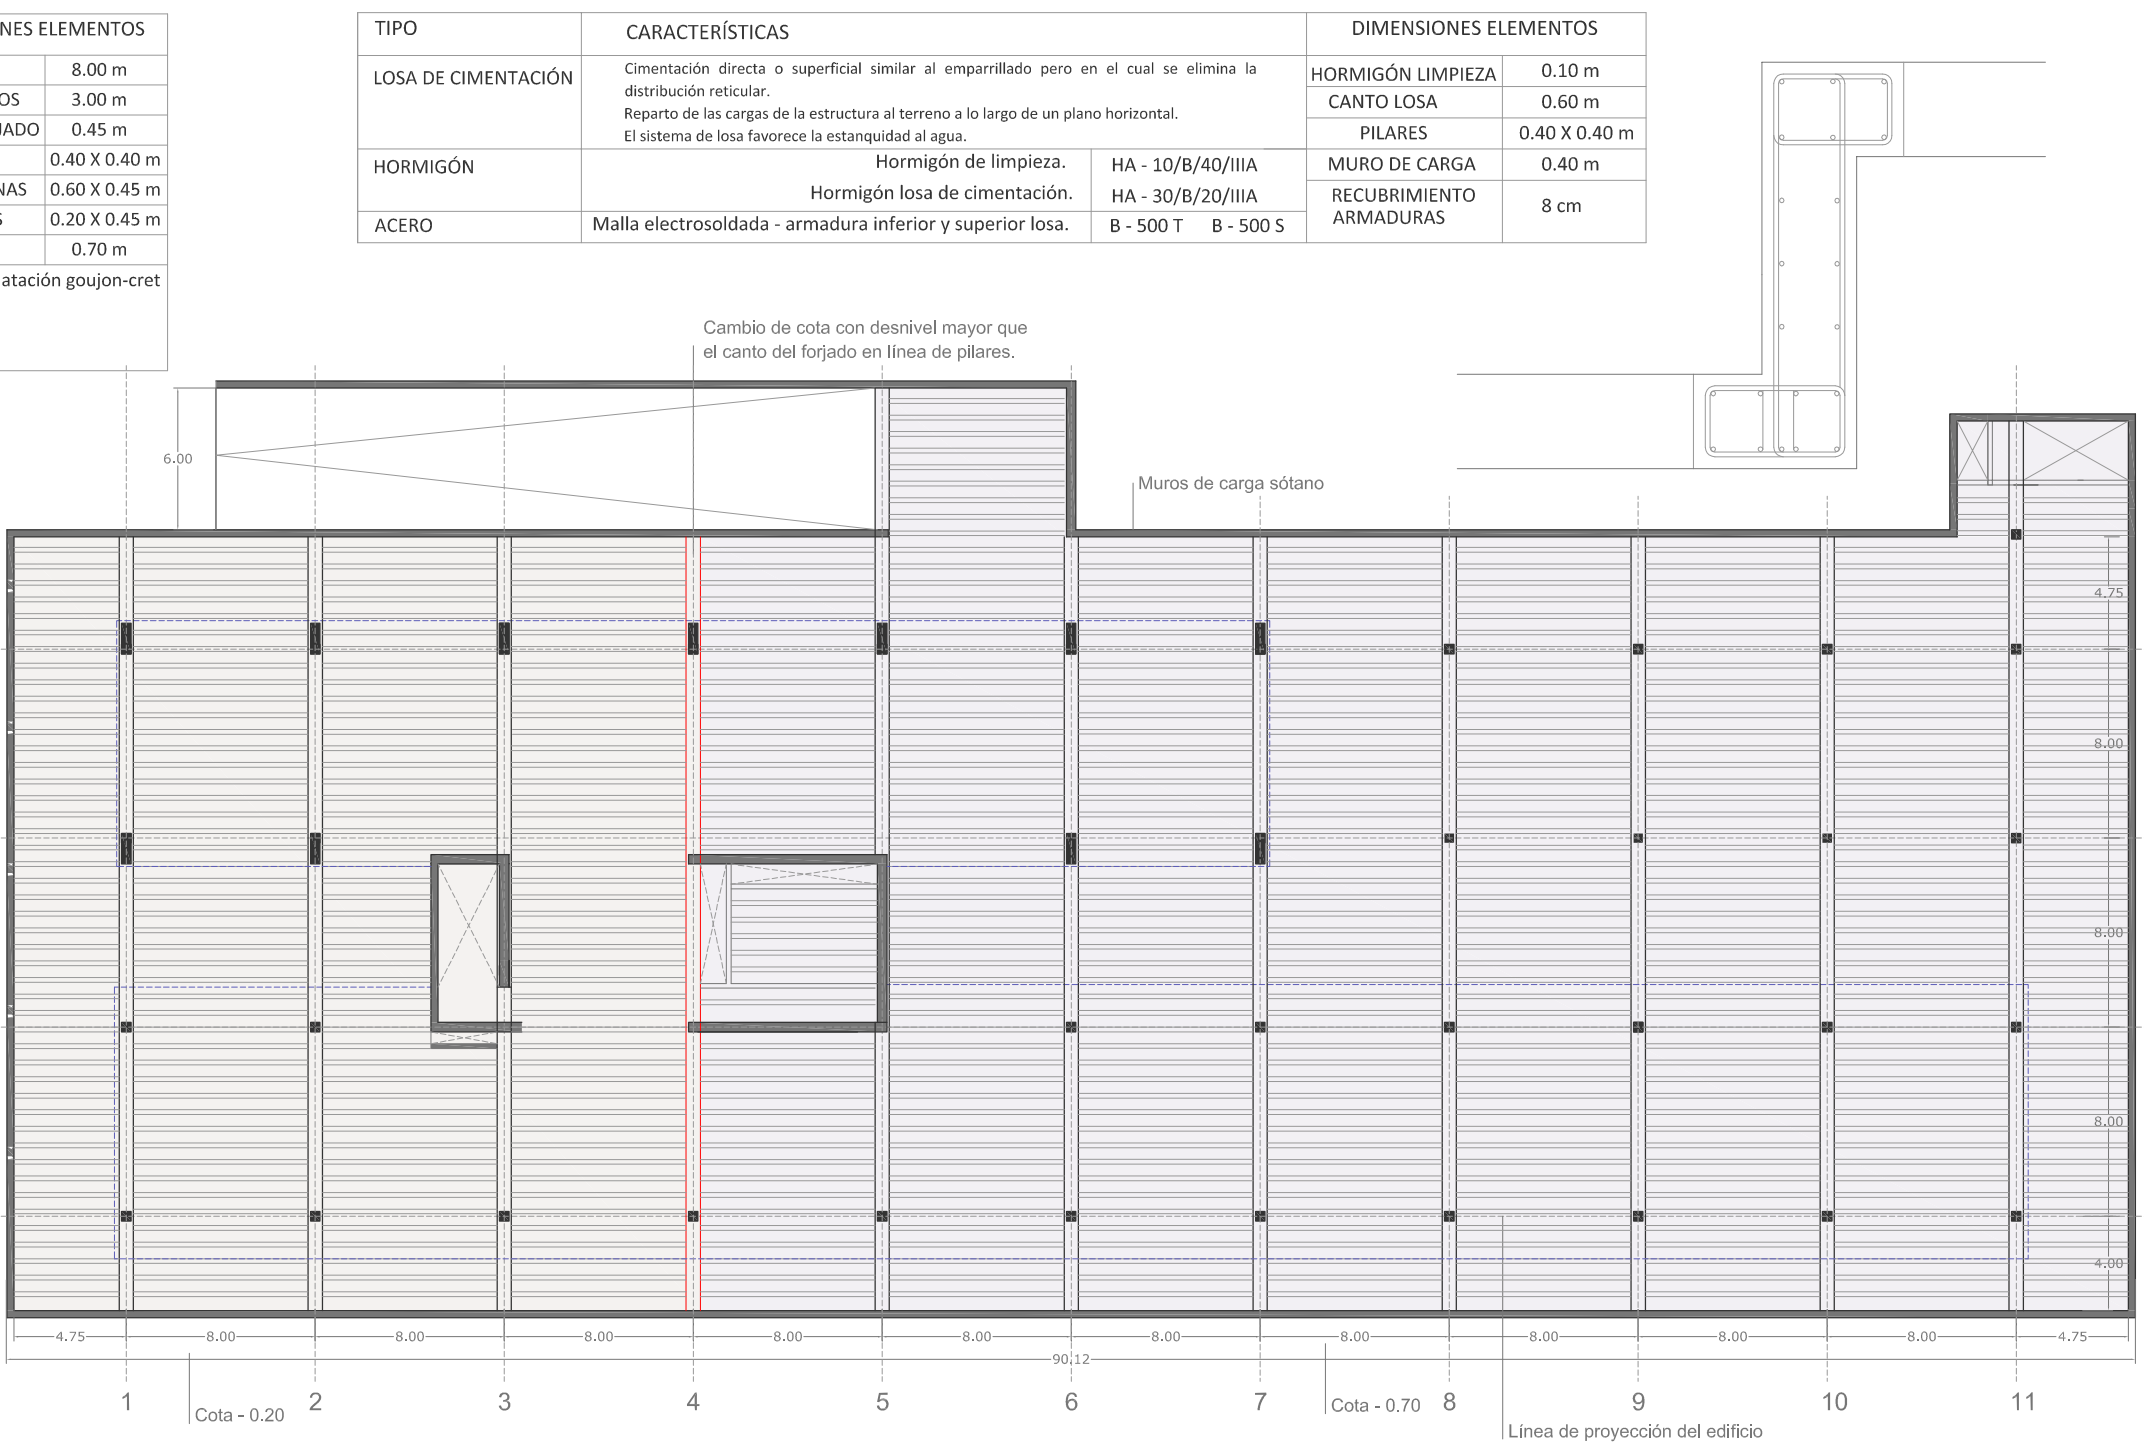 NES ELEMENTOS
8.00 m
OS 3.00 m
JADO 0.45 m
0.40 X 0.40 m
NAS 0.60 X 0.45 m
S 0.20 X 0.45 m
0.70 m
atación goujon-cret
TIPO CARACTERÍSTICAS DIMENSIONES ELEMENTOS
LOSA DE CIMENTACIÓN
Cimentación directa o superficial similar al emparrillado pero en el cual se elimina la
distribución reticular.
Reparto de las cargas de la estructura al terreno a lo largo de un plano horizontal.
El sistema de losa favorece la estanquidad al agua.
HORMIGÓN
Hormigón de limpieza. HA - 10/B/40/IIIA
Hormigón losa de cimentación. HA - 30/B/20/IIIA
ACERO Malla electrosoldada - armadura inferior y superior losa. B - 500 T B - 500 S
HORMIGÓN LIMPIEZA 0.10 m
CANTO LOSA 0.60 m
PILARES 0.40 X 0.40 m
MURO DE CARGA 0.40 m
RECUBRIMIENTO
ARMADURAS
8 cm
Cambio de cota con desnivel mayor que
el canto del forjado en línea de pilares.
6.00
Muros de carga sótano
4.75
8.00
8.00
8.00
4.00
4.75 8.00 8.00 8.00 8.00 8.00 8.00 8.00 8.00 8.00 8.00 4.75
90.12
1 2 3 4 5 6 7 8 9 10 11
Cota - 0.20
Cota - 0.70
Línea de proyección del edificio